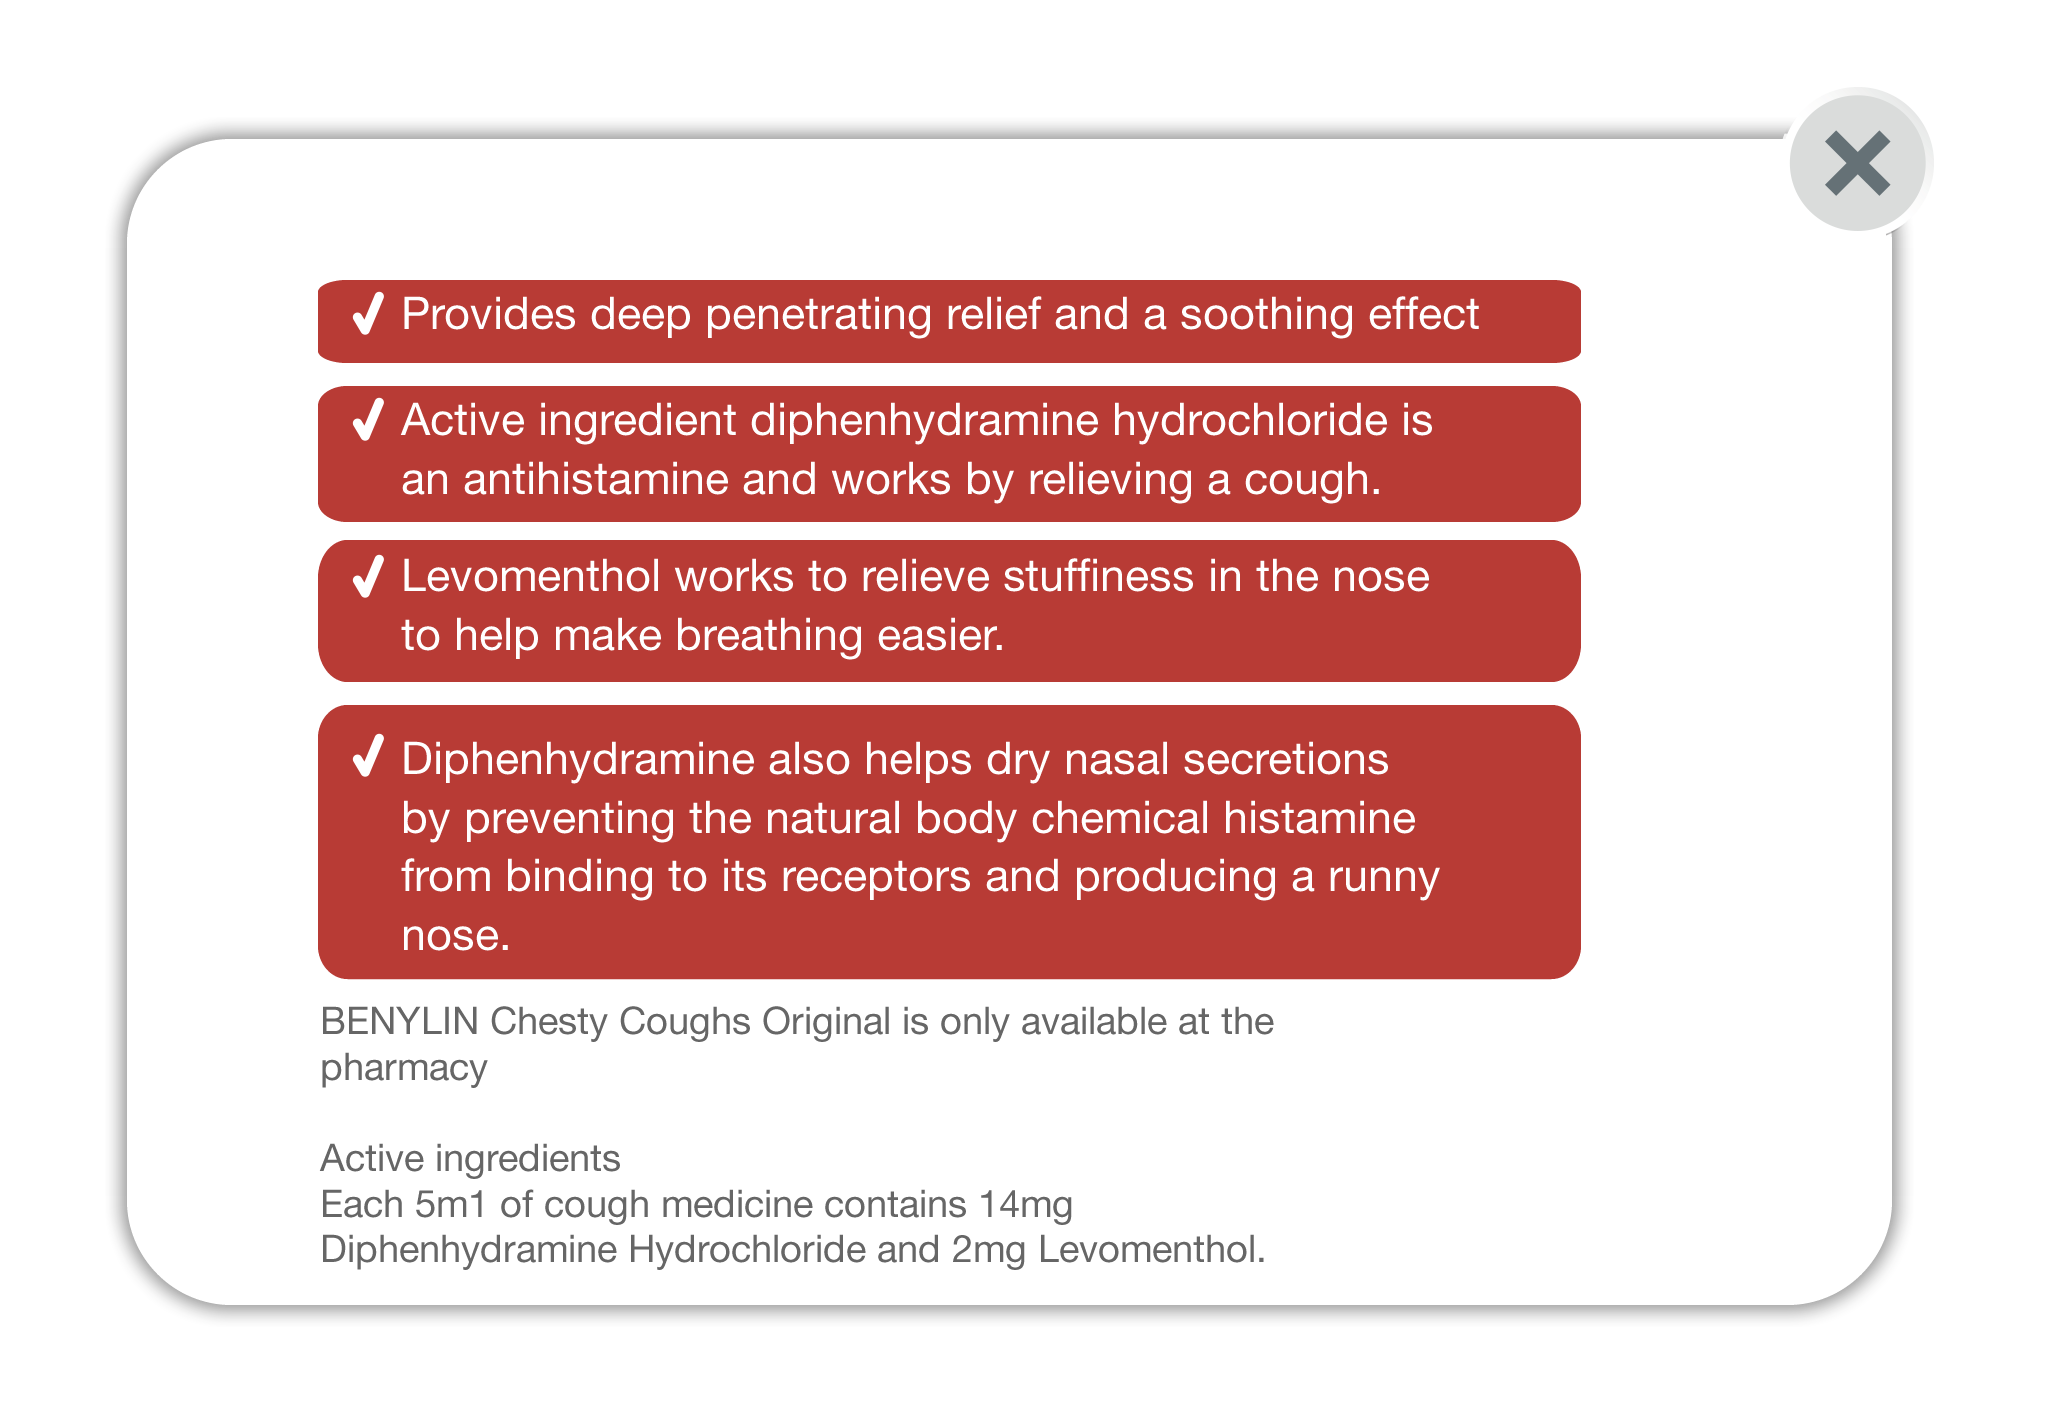 Provides deep penetrating relief and a soothing effect
Active ingredient diphenhydramine hydrochloride is
an antihistamine and works by relieving a cough.
Levomenthol works to relieve stuffiness in the nose
to help make breathing easier.
Diphenhydramine also helps dry nasal secretions
by preventing the natural body chemical histamine
from binding to its receptors and producing a runny
nose.
BENYLIN Chesty Coughs Original is only available at the
pharmacy
Active ingredients
Each 5m1 of cough medicine contains 14mg
Diphenhydramine Hydrochloride and 2mg Levomenthol.